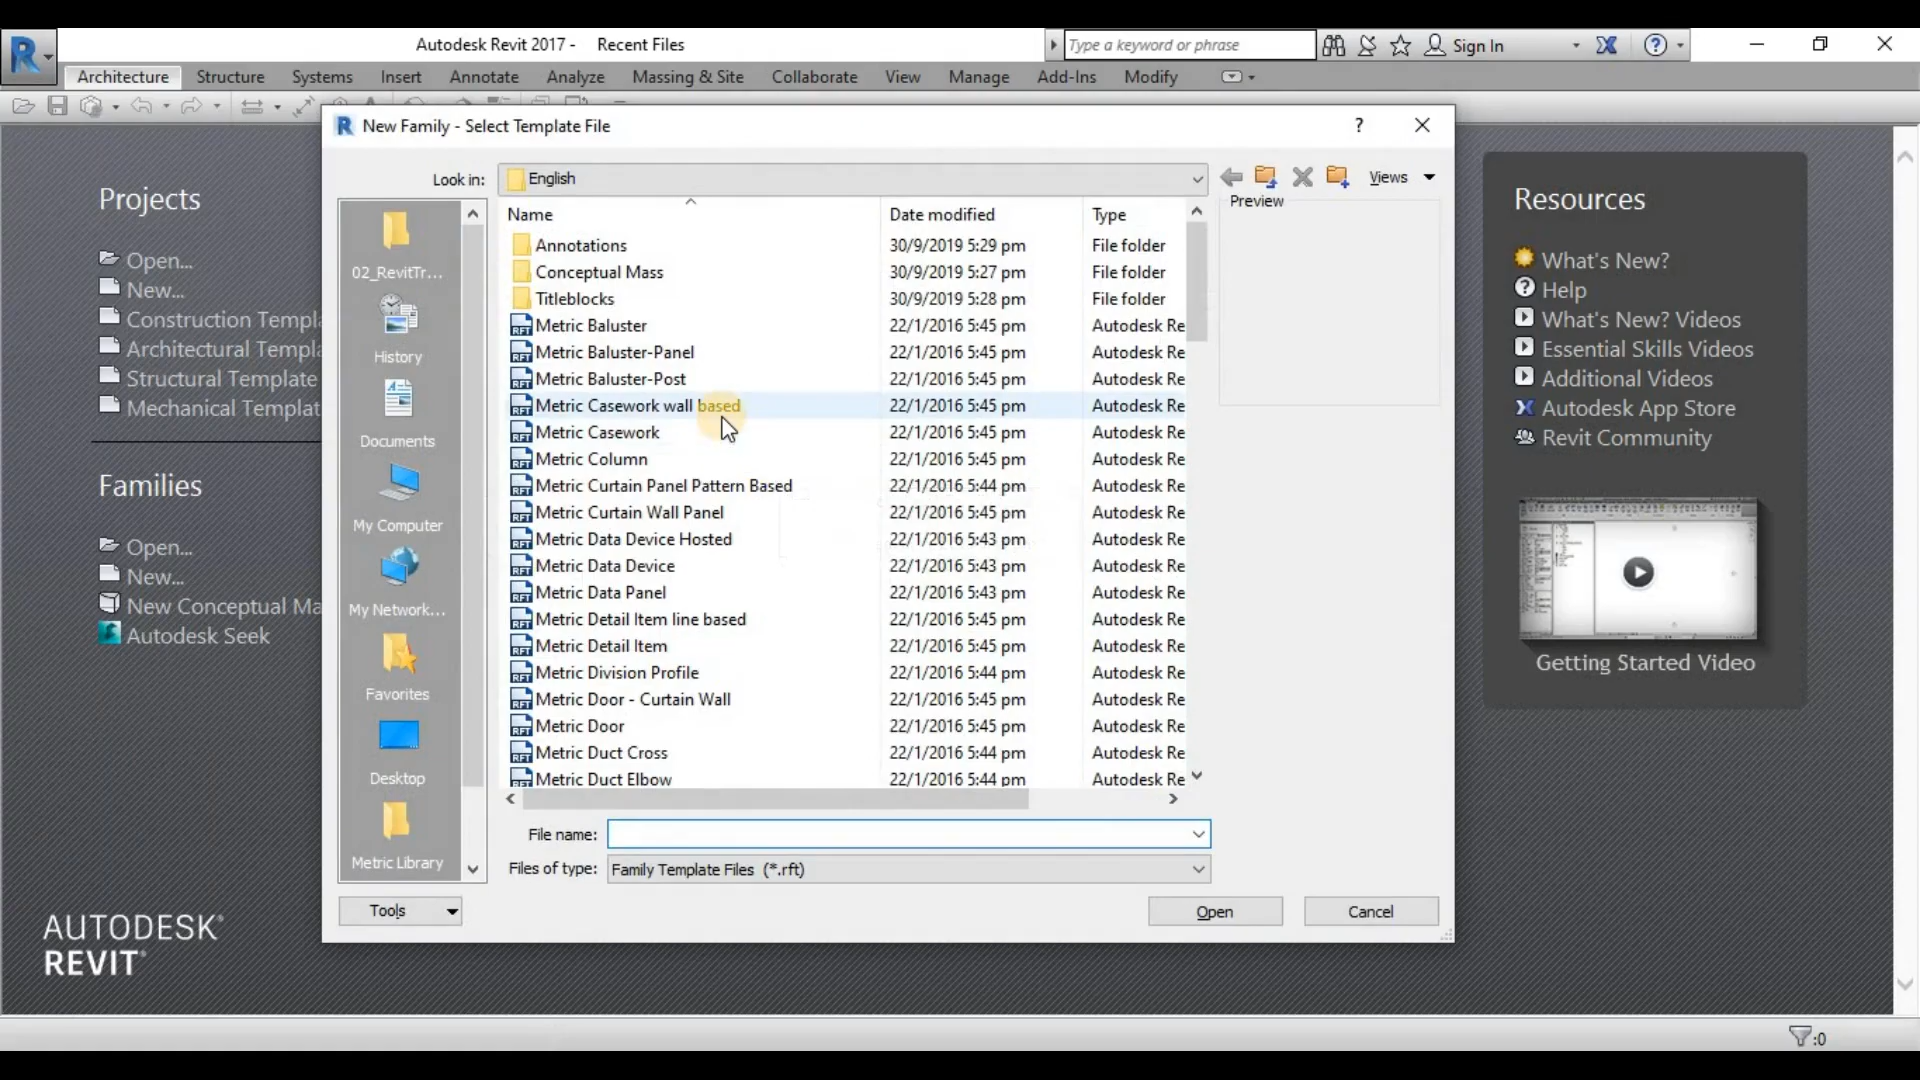 Autodesk Revit 2017 - Recent Files
Type a keyword or phrase
Sign In
Architecture Structure Systems Insert Annotate Analyze Massing & Site Collaborate View Manage Add-Ins Modify
New Family - Select Template File
Look in: English
Views
Preview
Name Date modified Type
Annotations 30/9/2019 5:29 pm File folder
Conceptual Mass 30/9/2019 5:27 pm File folder
Titleblocks 30/9/2019 5:28 pm File folder
Metric Baluster 22/1/2016 5:45 pm Autodesk Re
Metric Baluster-Panel 22/1/2016 5:45 pm Autodesk Re
Metric Baluster-Post 22/1/2016 5:45 pm Autodesk Re
Metric Casework wall based 22/1/2016 5:45 pm Autodesk Re
Metric Casework 22/1/2016 5:45 pm Autodesk Re
Metric Column 22/1/2016 5:45 pm Autodesk Re
Metric Curtain Panel Pattern Based 22/1/2016 5:44 pm Autodesk Re
Metric Curtain Wall Panel 22/1/2016 5:45 pm Autodesk Re
Metric Data Device Hosted 22/1/2016 5:43 pm Autodesk Re
Metric Data Device 22/1/2016 5:43 pm Autodesk Re
Metric Data Panel 22/1/2016 5:43 pm Autodesk Re
Metric Detail Item line based 22/1/2016 5:45 pm Autodesk Re
Metric Detail Item 22/1/2016 5:45 pm Autodesk Re
Metric Division Profile 22/1/2016 5:44 pm Autodesk Re
Metric Door - Curtain Wall 22/1/2016 5:45 pm Autodesk Re
Metric Door 22/1/2016 5:45 pm Autodesk Re
Metric Duct Cross 22/1/2016 5:44 pm Autodesk Re
Metric Duct Elbow 22/1/2016 5:44 pm Autodesk Re
02_RevitTr...
History
Documents
My Computer
My Network...
Favorites
Desktop
Metric Library
File name:
Files of type: Family Template Files (*.rft)
Tools
Open
Cancel
Projects
Open...
New...
Construction Templa
Architectural Templa
Structural Template
Mechanical Templat
Families
Open...
New...
New Conceptual Ma
Autodesk Seek
AUTODESK®
REVIT®
Resources
What's New?
Help
What's New? Videos
Essential Skills Videos
Additional Videos
Autodesk App Store
Revit Community
Getting Started Video
:0